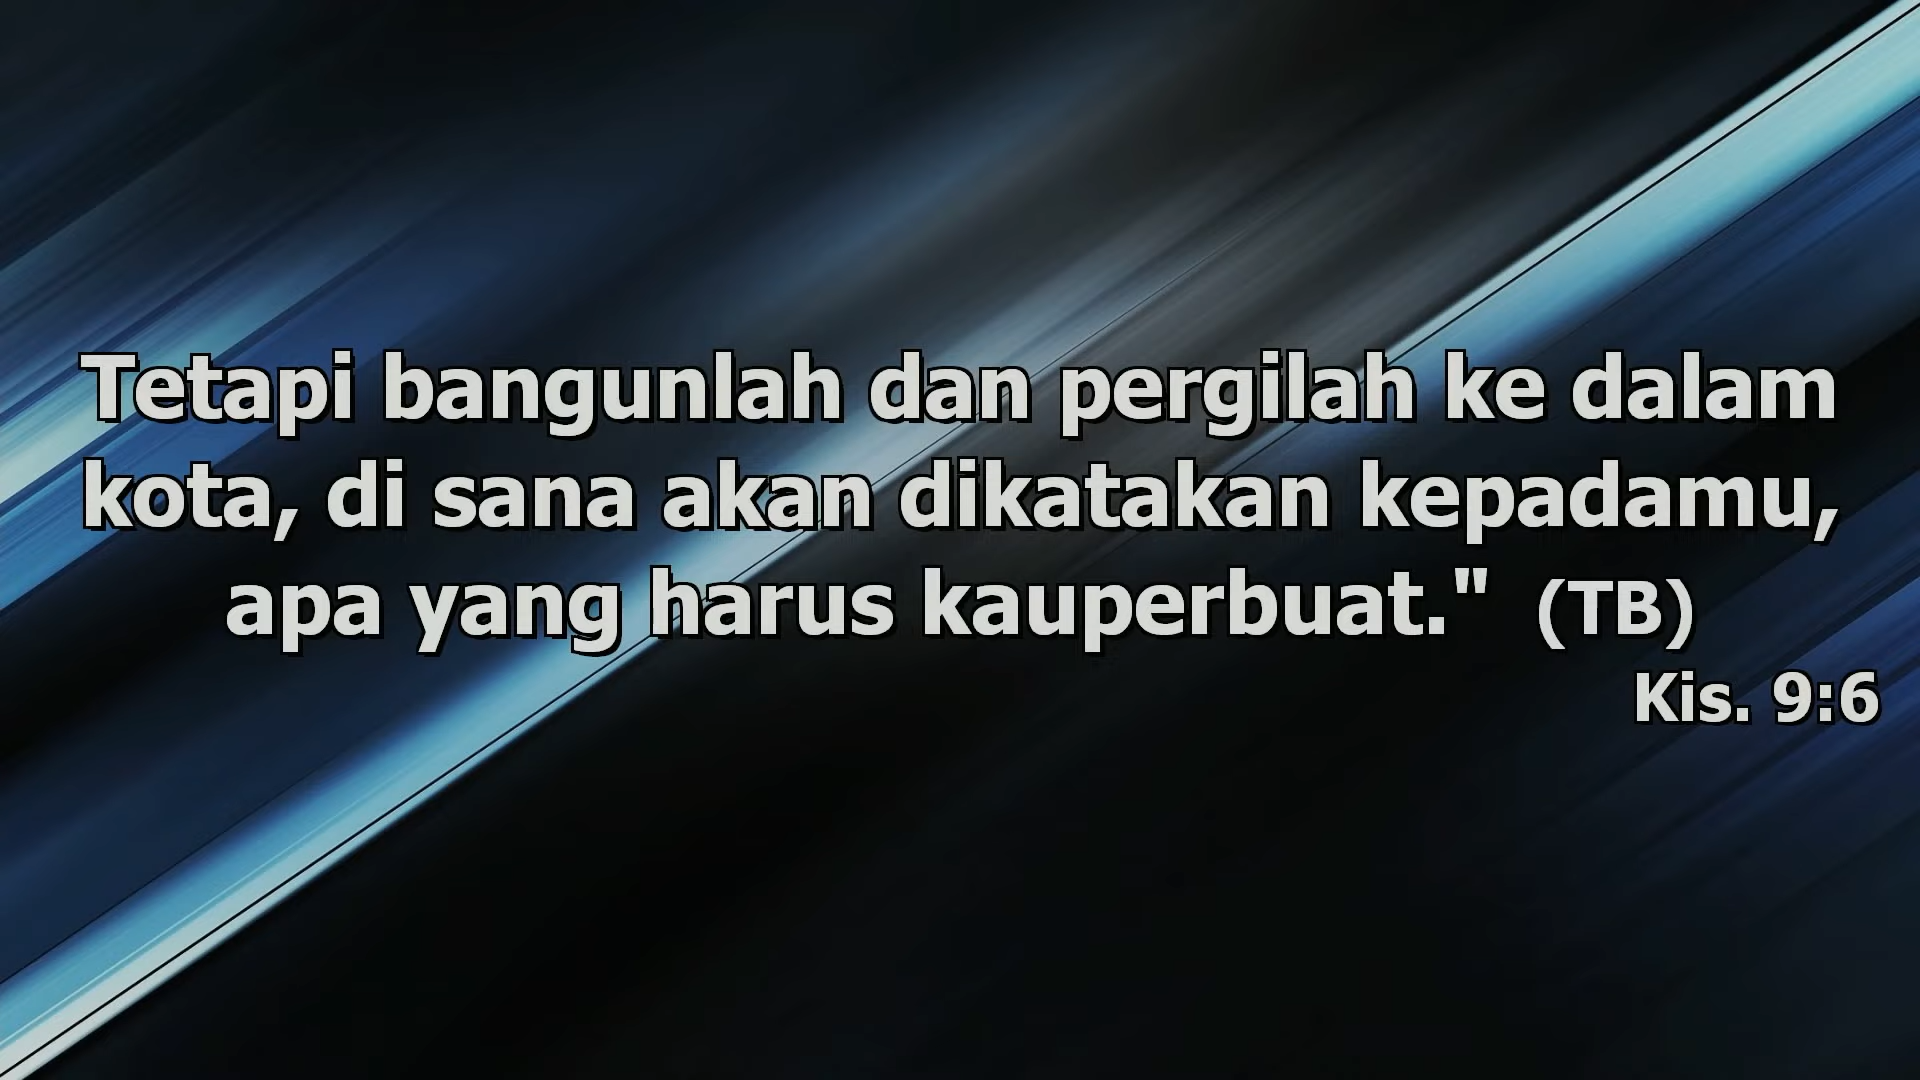 Tetapi bangunlah dan pergilah ke dalam
kota, di sana akan dikatakan kepadamu,
apa yang harus kauperbuat." (TB)
Kis. 9:6